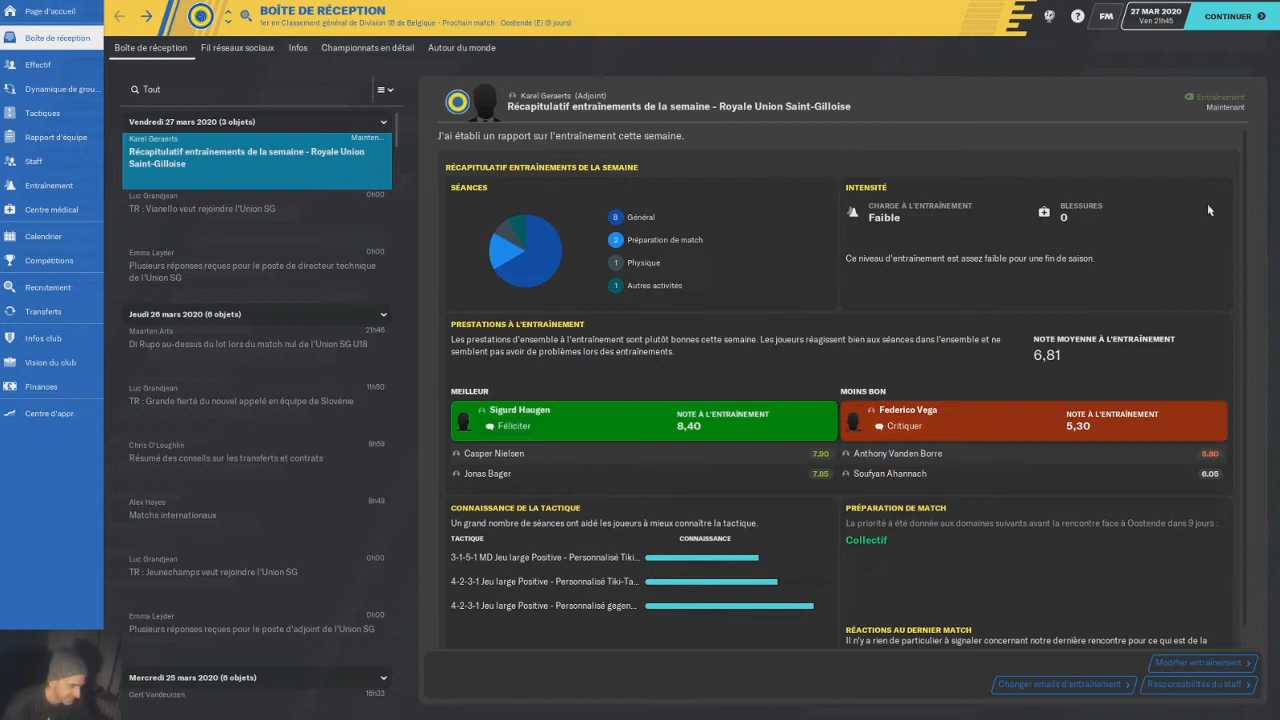 Page d'accueil
Boîte de réception
Effectif
Dynamique de grou...
Tactiques
Rapport d'équipe
Staff
Entraînement
Centre médical
Calendrier
Compétitions
Recrutement
Transferts
Infos club
Vision du club
Finances
Centre d'appr.
BOÎTE DE RÉCEPTION
1er en Classement général de Division 1B de Belgique - Prochain match : Oostende (E) (9 jours)
FM
27 MAR 2020
Ven 21h45
CONTINUER
Boîte de réception Fil réseaux sociaux Infos Championnats en détail Autour du monde
Tout
Vendredi 27 mars 2020 (3 objets)
Karel Geraerts Mainten...
Récapitulatif entraînements de la semaine - Royale Union
Saint-Gilloise
Luc Grandjean 0h00
TR : Vianello veut rejoindre l'Union SG
Emma Leyder 0h00
Plusieurs réponses reçues pour le poste de directeur technique
de l'Union SG
Jeudi 26 mars 2020 (6 objets)
Maarten Arts 21h46
Di Rupo au-dessus du lot lors du match nul de l'Union SG U18
Luc Grandjean 11h50
TR : Grande fierté du nouvel appelé en équipe de Slovénie
Chris O'Loughlin 8h59
Résumé des conseils sur les transferts et contrats
Alex Hayes 8h49
Matchs internationaux
Luc Grandjean 0h00
TR : Jeunechamps veut rejoindre l'Union SG
Emma Leyder 0h00
Plusieurs réponses reçues pour le poste d'adjoint de l'Union SG
Mercredi 25 mars 2020 (6 objets)
Gert Vandeurzen 16h33
Karel Geraerts (Adjoint)
Récapitulatif entraînements de la semaine - Royale Union Saint-Gilloise
Entraînement
Maintenant
J'ai établi un rapport sur l'entraînement cette semaine.
RÉCAPITULATIF ENTRAÎNEMENTS DE LA SEMAINE
SÉANCES
8 Général
2 Préparation de match
1 Physique
1 Autres activités
INTENSITÉ
CHARGE À L'ENTRAÎNEMENT
Faible
BLESSURES
0
Ce niveau d'entraînement est assez faible pour une fin de saison.
PRESTATIONS À L'ENTRAÎNEMENT
Les prestations d'ensemble à l'entraînement sont plutôt bonnes cette semaine. Les joueurs réagissent bien aux séances dans l'ensemble et ne
semblent pas avoir de problèmes lors des entraînements.
NOTE MOYENNE À L'ENTRAÎNEMENT
6,81
MEILLEUR
Sigurd Haugen
Féliciter
NOTE À L'ENTRAÎNEMENT
8,40
Casper Nielsen 7.90
Jonas Bager 7.85
MOINS BON
Federico Vega
Critiquer
NOTE À L'ENTRAÎNEMENT
5,30
Anthony Vanden Borre 5.80
Soufyan Ahannach 6.05
CONNAISSANCE DE LA TACTIQUE
Un grand nombre de séances ont aidé les joueurs à mieux connaître la tactique.
TACTIQUE CONNAISSANCE
3-1-5-1 MD Jeu large Positive - Personnalisé Tiki...
4-2-3-1 Jeu large Positive - Personnalisé Tiki-Ta...
4-2-3-1 Jeu large Positive - Personnalisé gegen...
PRÉPARATION DE MATCH
La priorité a été donnée aux domaines suivants avant la rencontre face à Oostende dans 9 jours :
Collectif
RÉACTIONS AU DERNIER MATCH
Il n'y a rien de particulier à signaler concernant notre dernière rencontre pour ce qui est de la
Modifier entraînement
Changer emails d'entraînement
Responsabilités du staff